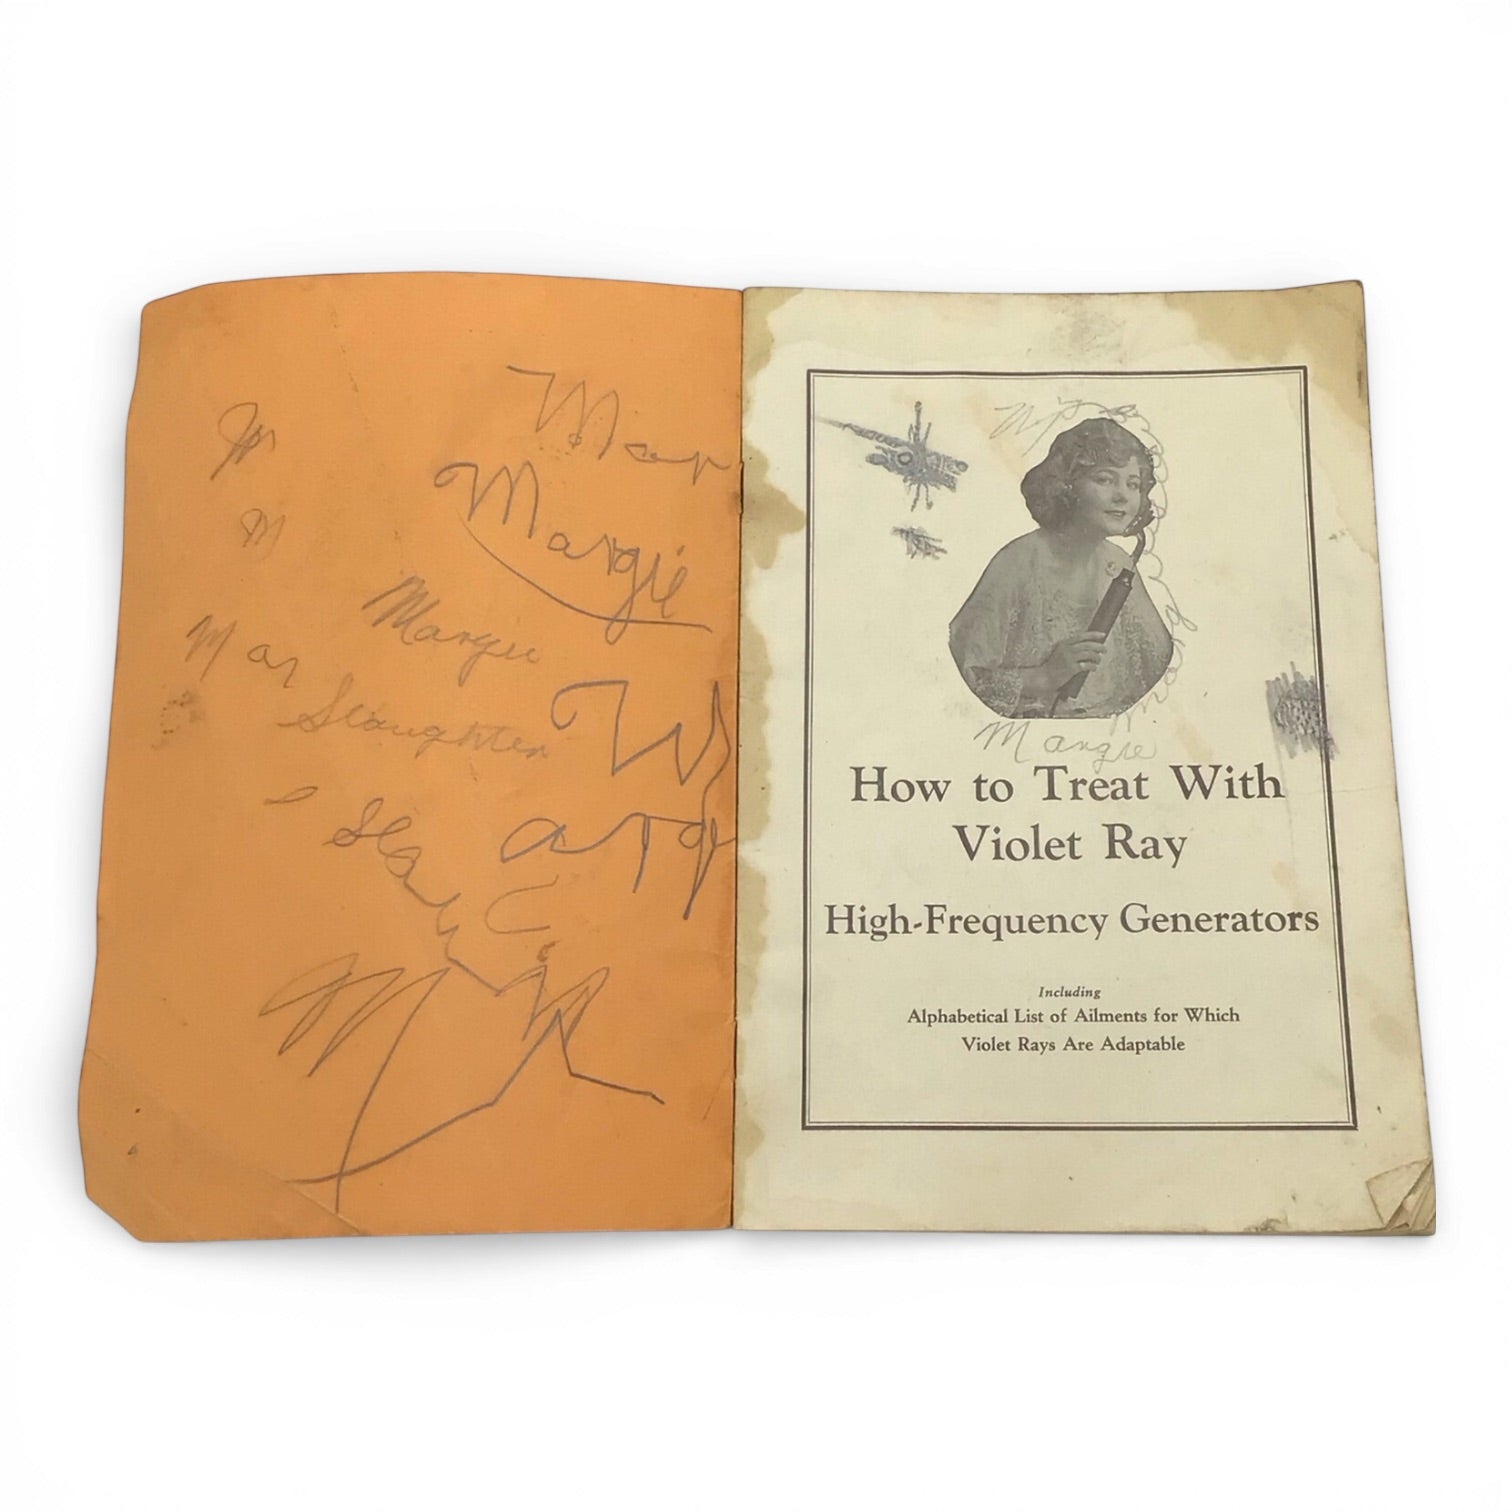 Mar
M
Margie
M
Margie
Mar
Slaughter
Slau
M
Margie
How to Treat With
Violet Ray
High-Frequency Generators
Including
Alphabetical List of Ailments for Which
Violet Rays Are Adaptable